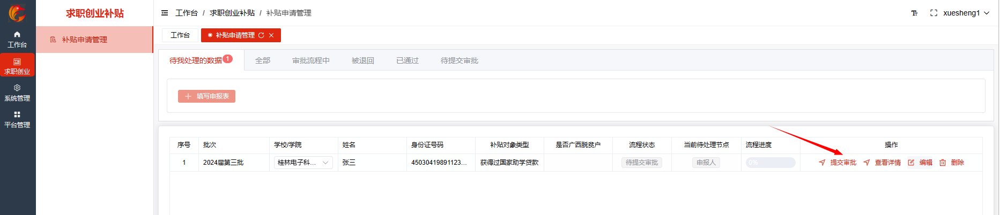 求职创业补贴
工作台 / 求职创业补贴 / 补贴申请管理
xuesheng1
工作台
求职创业
系统管理
平台管理
补贴申请管理
工作台 补贴申请管理
待我处理的数据 1 全部 审批流程中 被退回 已通过 待提交审批
填写申报表
序号 批次 学校/学院 姓名 身份证号码 补贴对象类型 是否广西脱贫户 流程状态 当前待处理节点 流程进度 操作
1 2024届第三批 桂林电子科... 张三 45030419891123... 获得过国家助学贷款 待提交审批 申报人 0% 提交审批 查看详情 编辑 删除